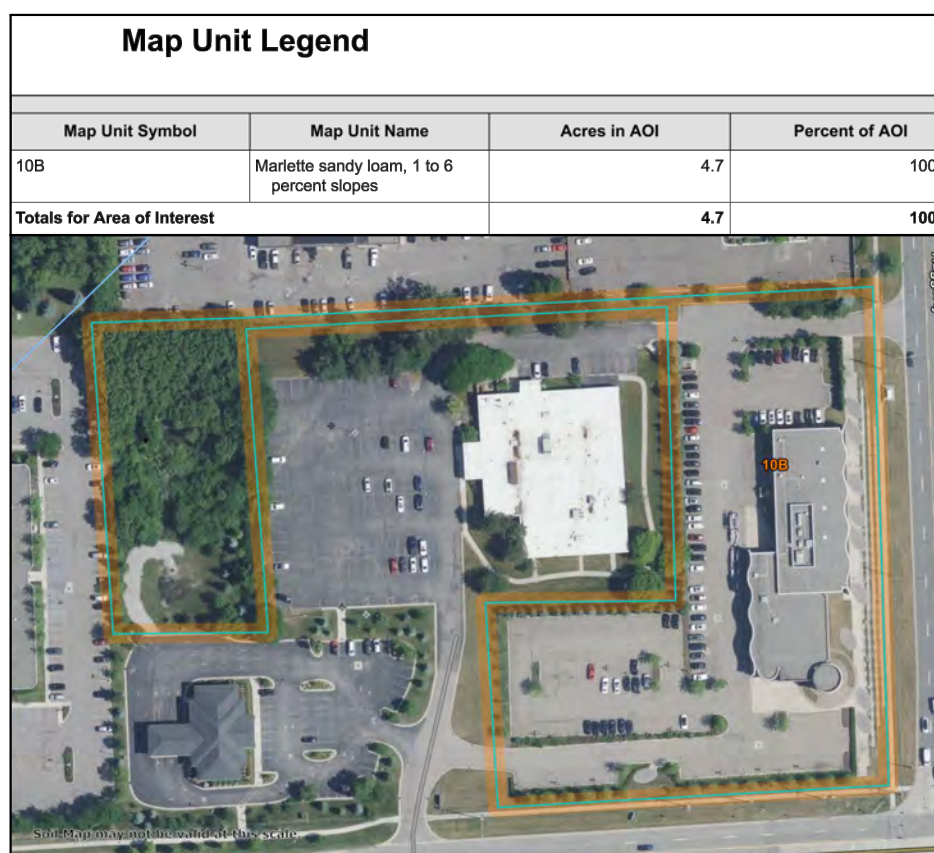 Map Unit Legend
Map Unit Symbol Map Unit Name Acres in AOI Percent of AOI
10B Marlette sandy loam, 1 to 6 4.7 100
percent slopes
Totals for Area of Interest 4.7 100
10B
10B
Soil Map may not be valid at this scale.